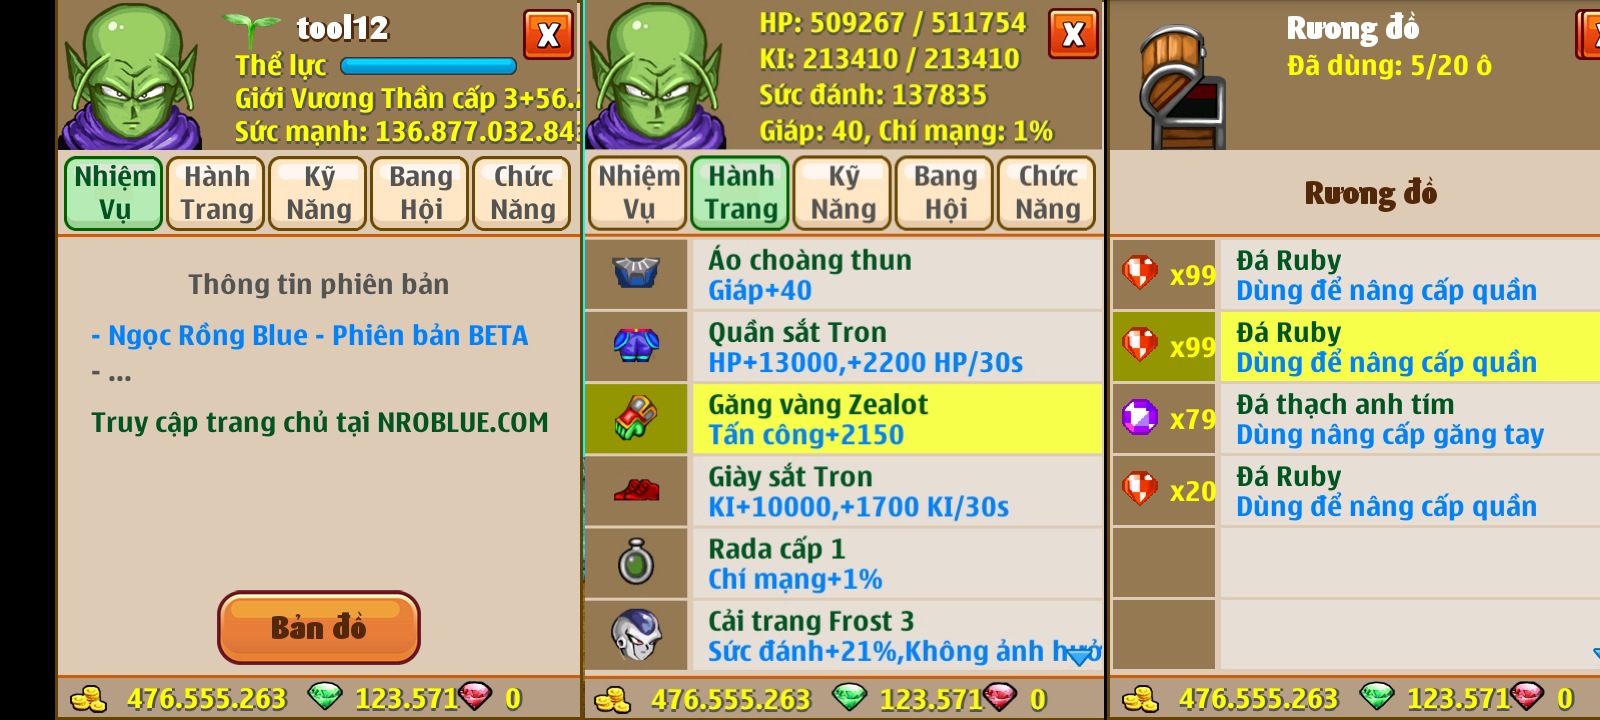 tool12
Thể lực
Giới Vương Thần cấp 3+56.
Sức mạnh: 136.877.032.84
X
Nhiệm Vụ
Hành Trang
Kỹ Năng
Bang Hội
Chức Năng
Thông tin phiên bản
- Ngọc Rồng Blue - Phiên bản BETA
- ...
Truy cập trang chủ tại NROBLUE.COM
Bản đồ
476.555.263 123.571 0
HP: 509267 / 511754
KI: 213410 / 213410
Sức đánh: 137835
Giáp: 40, Chí mạng: 1%
X
Nhiệm Vụ
Hành Trang
Kỹ Năng
Bang Hội
Chức Năng
Áo choàng thun
Giáp+40
Quần sắt Tron
HP+13000,+2200 HP/30s
Găng vàng Zealot
Tấn công+2150
Giày sắt Tron
KI+10000,+1700 KI/30s
Rada cấp 1
Chí mạng+1%
Cải trang Frost 3
Sức đánh+21%,Không ảnh hưở
476.555.263 123.571 0
Rương đồ
Đã dùng: 5/20 ô
Rương đồ
x99 Đá Ruby
Dùng để nâng cấp quần
x99 Đá Ruby
Dùng để nâng cấp quần
x79 Đá thạch anh tím
Dùng nâng cấp găng tay
x20 Đá Ruby
Dùng để nâng cấp quần
476.555.263 123.571 0